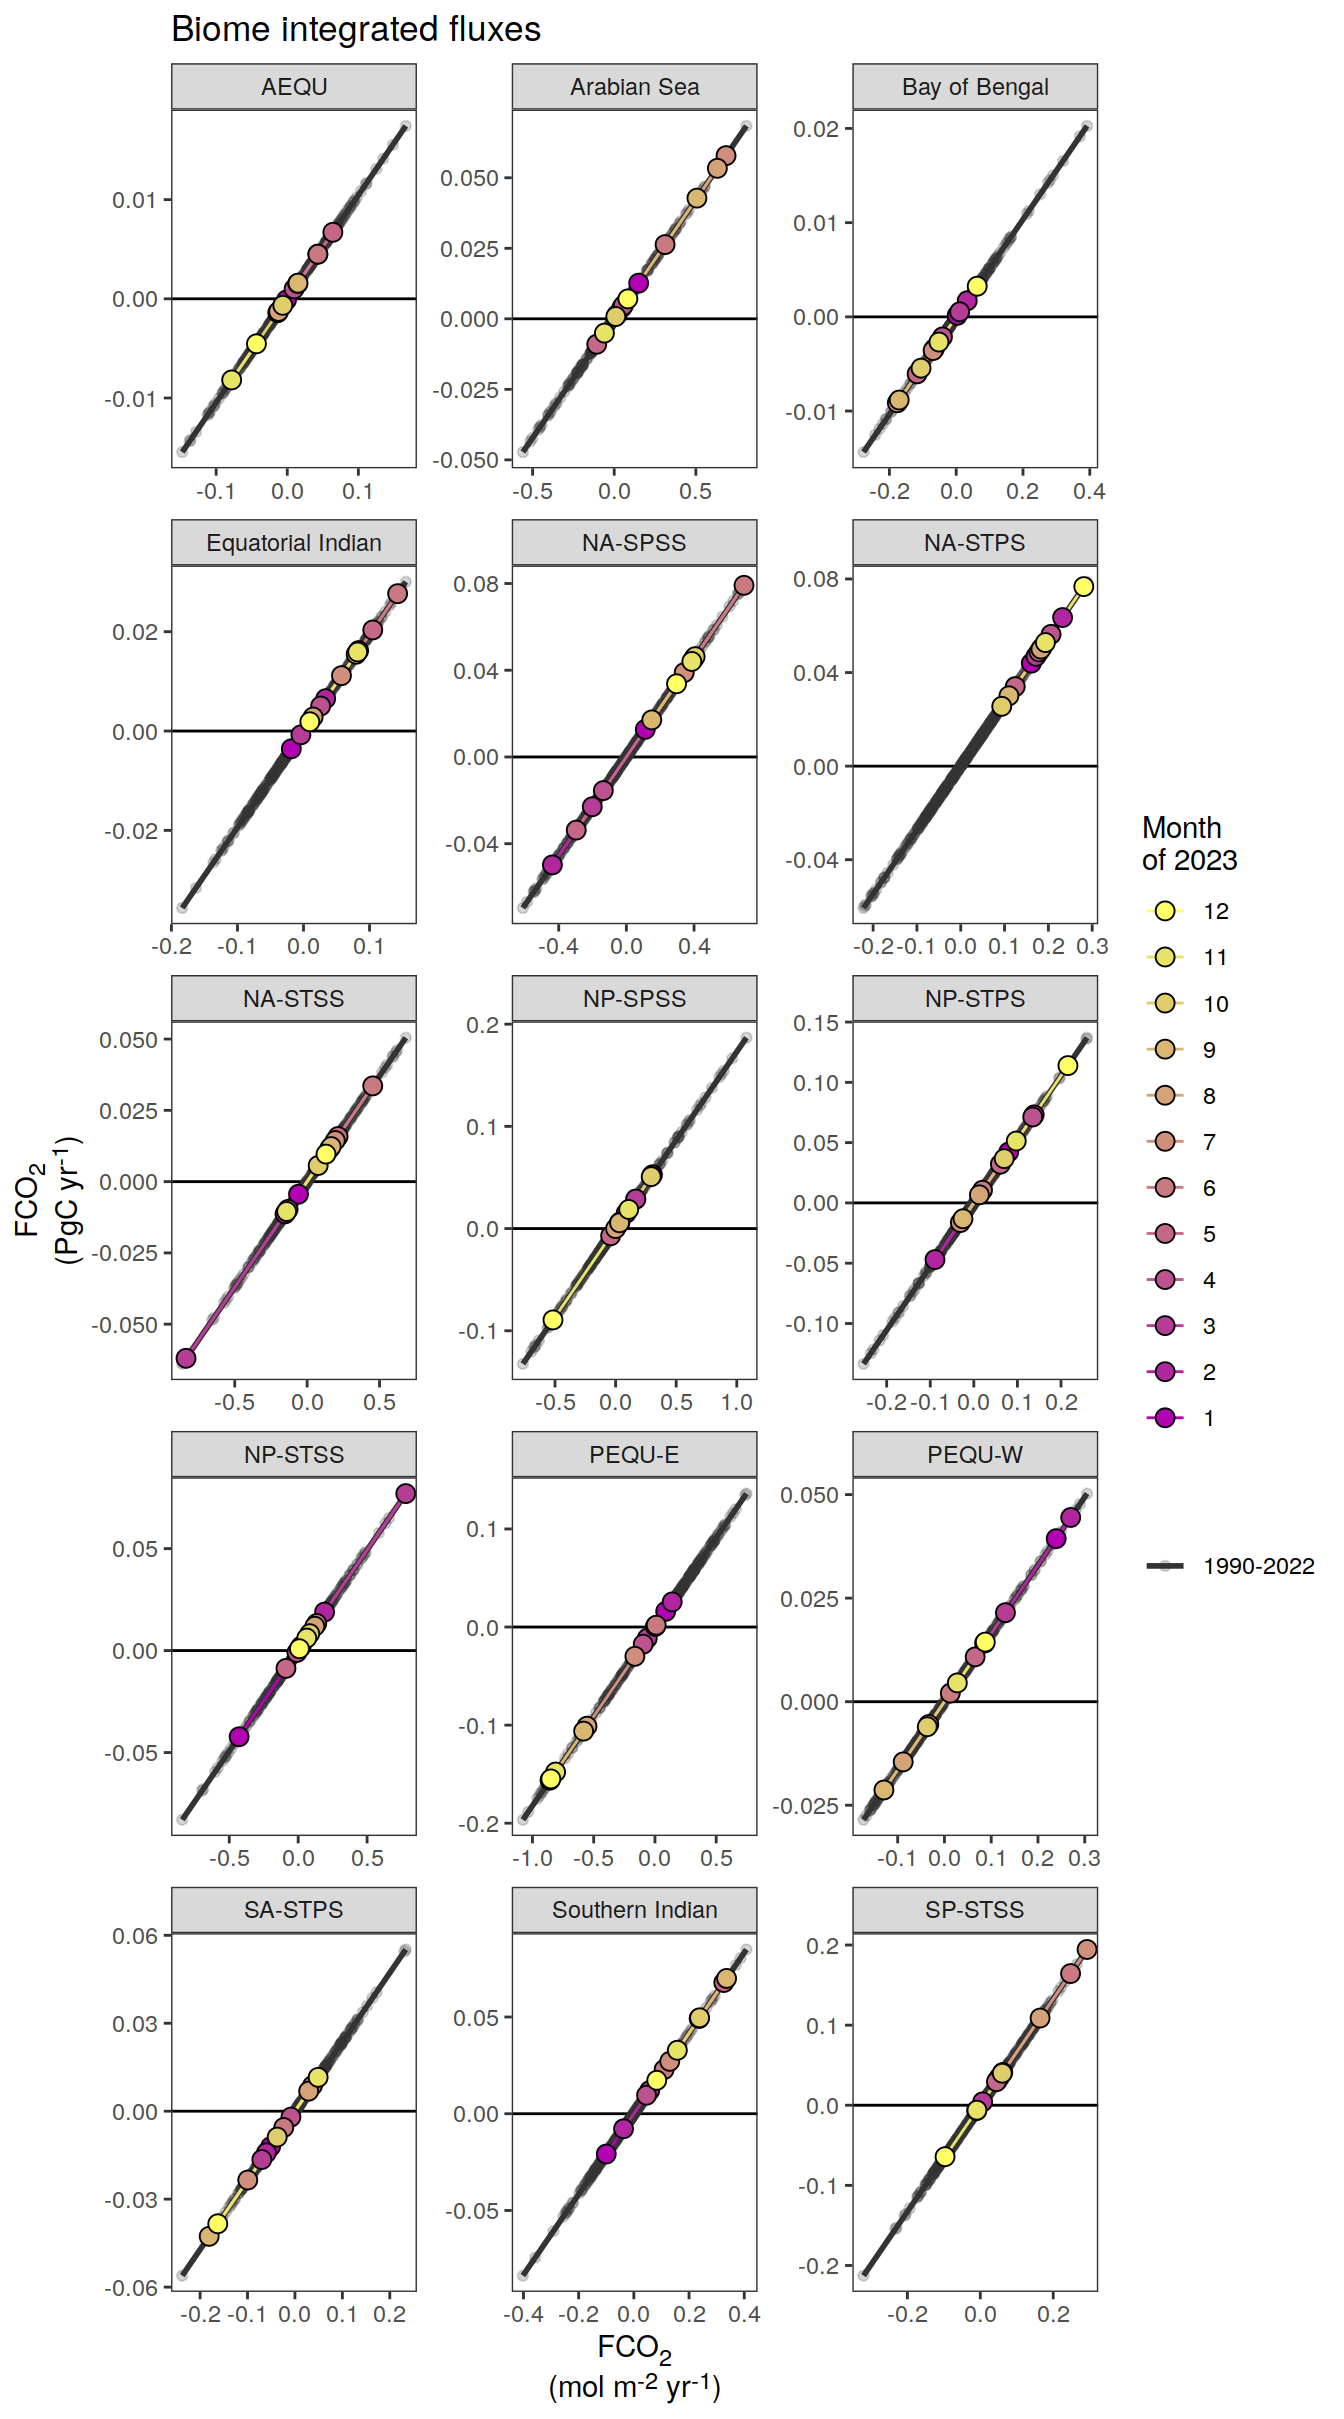 Biome integrated fluxes
AEQU
Arabian Sea
Bay of Bengal
0.01
0.00
-0.01
0.050
0.025
0.000
-0.025
-0.050
0.02
0.01
0.00
-0.01
-0.1 0.0 0.1
-0.5 0.0 0.5
-0.2 0.0 0.2 0.4
Equatorial Indian
NA-SPSS
NA-STPS
0.02
0.00
-0.02
0.08
0.04
0.00
-0.04
0.08
0.04
0.00
-0.04
-0.2 -0.1 0.0 0.1
-0.4 0.0 0.4
-0.2 -0.1 0.0 0.1 0.2 0.3
NA-STSS
NP-SPSS
NP-STPS
0.050
0.025
0.000
-0.025
-0.050
0.2
0.1
0.0
-0.1
0.15
0.10
0.05
0.00
-0.05
-0.10
-0.5 0.0 0.5
-0.5 0.0 0.5 1.0
-0.2 -0.1 0.0 0.1 0.2
NP-STSS
PEQU-E
PEQU-W
0.05
0.00
-0.05
0.1
0.0
-0.1
-0.2
0.050
0.025
0.000
-0.025
-0.5 0.0 0.5
-1.0 -0.5 0.0 0.5
-0.1 0.0 0.1 0.2 0.3
SA-STPS
Southern Indian
SP-STSS
0.06
0.03
0.00
-0.03
-0.06
0.05
0.00
-0.05
0.2
0.1
0.0
-0.1
-0.2
-0.2 -0.1 0.0 0.1 0.2
-0.4 -0.2 0.0 0.2 0.4
-0.2 0.0 0.2
FCO2
(PgC yr-1)
FCO2
(mol m-2 yr-1)
Month
of 2023
12
11
10
9
8
7
6
5
4
3
2
1
1990-2022